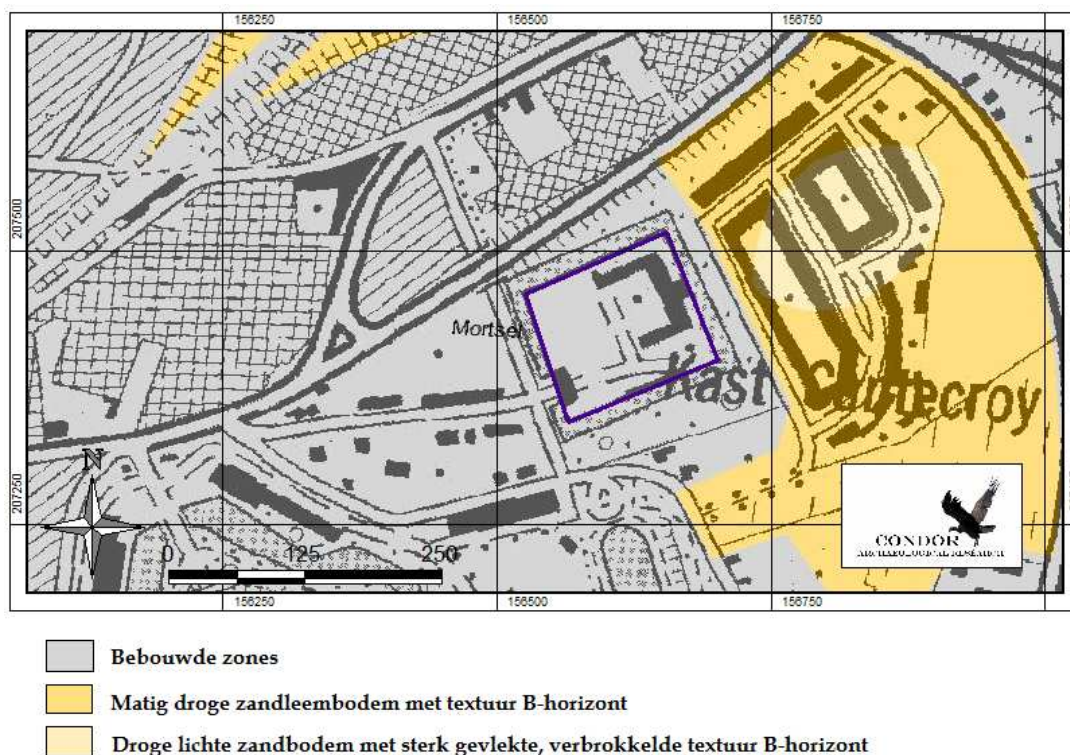 156250 156500 156750
207500
Mortsel
Kast Cantecroy
207250
N
0 125 250
CONDOR
ARCHAEOLOGICAL RESEARCH
156250 156500 156750
Bebouwde zones
Matig droge zandleembodem met textuur B-horizont
Droge lichte zandbodem met sterk gevlekte, verbrokkelde textuur B-horizont